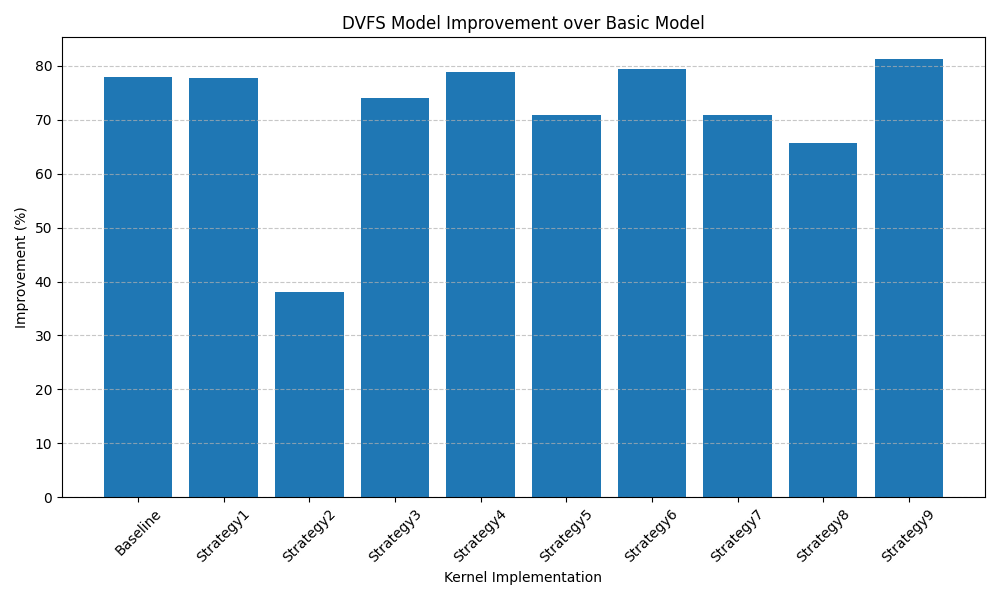 DVFS Model Improvement over Basic Model
Improvement (%)
80
70
60
50
40
30
20
10
0
Baseline
Strategy1
Strategy2
Strategy3
Strategy4
Strategy5
Strategy6
Strategy7
Strategy8
Strategy9
Kernel Implementation